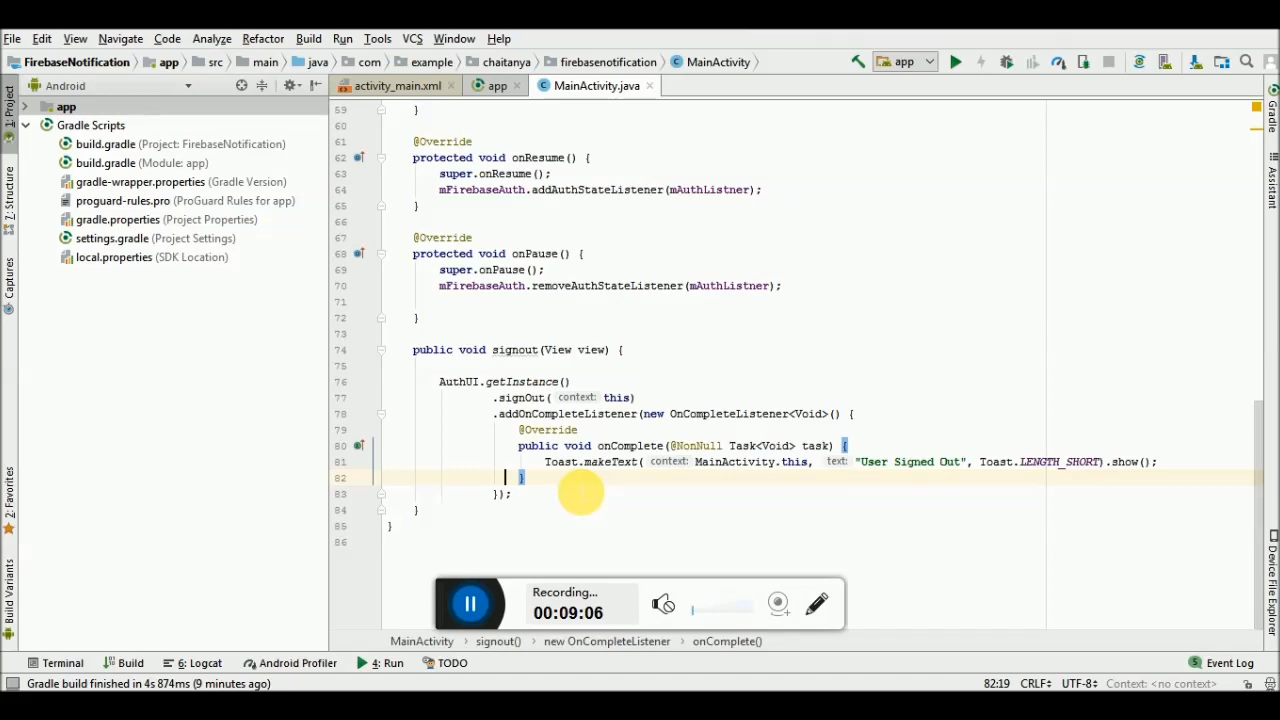 File Edit View Navigate Code Analyze Refactor Build Run Tools VCS Window Help
FirebaseNotification app src main java com example chaitanya firebasenotification MainActivity app
1: Project
7: Structure
Captures
2: Favorites
Build Variants
Android
app
Gradle Scripts
build.gradle (Project: FirebaseNotification)
build.gradle (Module: app)
gradle-wrapper.properties (Gradle Version)
proguard-rules.pro (ProGuard Rules for app)
gradle.properties (Project Properties)
settings.gradle (Project Settings)
local.properties (SDK Location)
activity_main.xml app MainActivity.java
59 }
60
61 @Override
62 protected void onResume() {
63 super.onResume();
64 mFirebaseAuth.addAuthStateListener(mAuthListner);
65 }
66
67 @Override
68 protected void onPause() {
69 super.onPause();
70 mFirebaseAuth.removeAuthStateListener(mAuthListner);
71
72 }
73
74 public void signout(View view) {
75
76 AuthUI.getInstance()
77 .signOut( context: this)
78 .addOnCompleteListener(new OnCompleteListener<Void>() {
79 @Override
80 public void onComplete(@NonNull Task<Void> task) {
81 Toast.makeText( context: MainActivity.this, text: "User Signed Out", Toast.LENGTH_SHORT).show();
82 }
83 });
84 }
85 }
86
Gradle
Assistant
Device File Explorer
Recording...
00:09:06
MainActivity signout() new OnCompleteListener onComplete()
Terminal Build 6: Logcat Android Profiler 4: Run TODO Event Log
Gradle build finished in 4s 874ms (9 minutes ago) 82:19 CRLF UTF-8 Context: <no context>